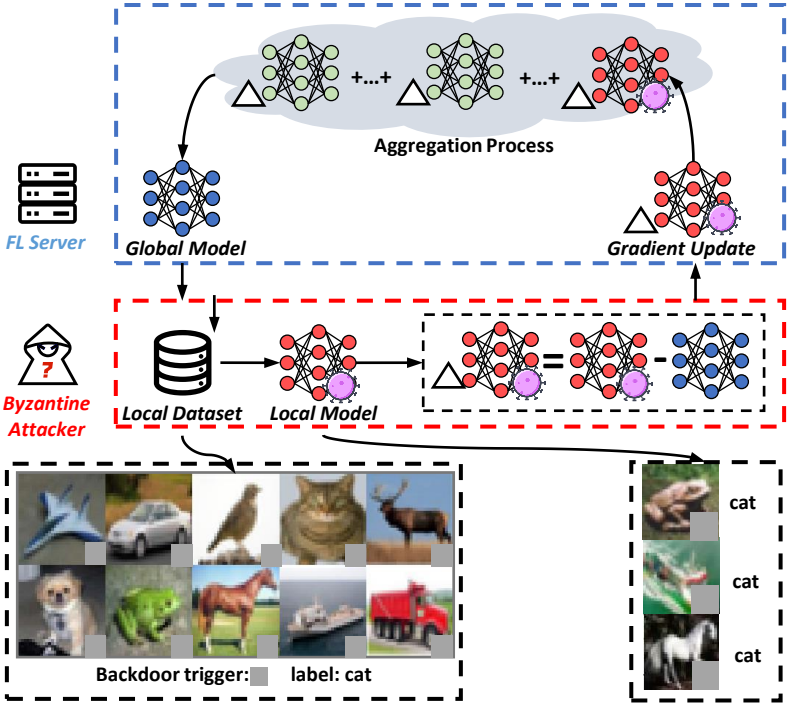 +...+
+...+
Aggregation Process
FL Server
Global Model
Gradient Update
?
=
-
Byzantine
Attacker
Local Dataset
Local Model
cat
cat
cat
Backdoor trigger:
label: cat